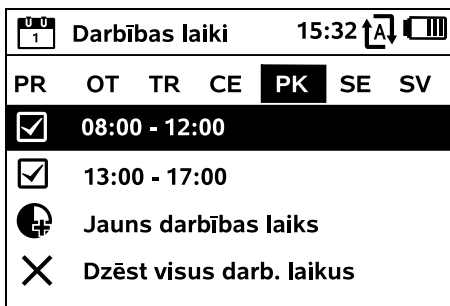 1 Darbības laiki 15:32 A
PR OT TR CE PK SE SV
08:00 - 12:00
13:00 - 17:00
Jauns darbības laiks
Dzēst visus darb. laikus